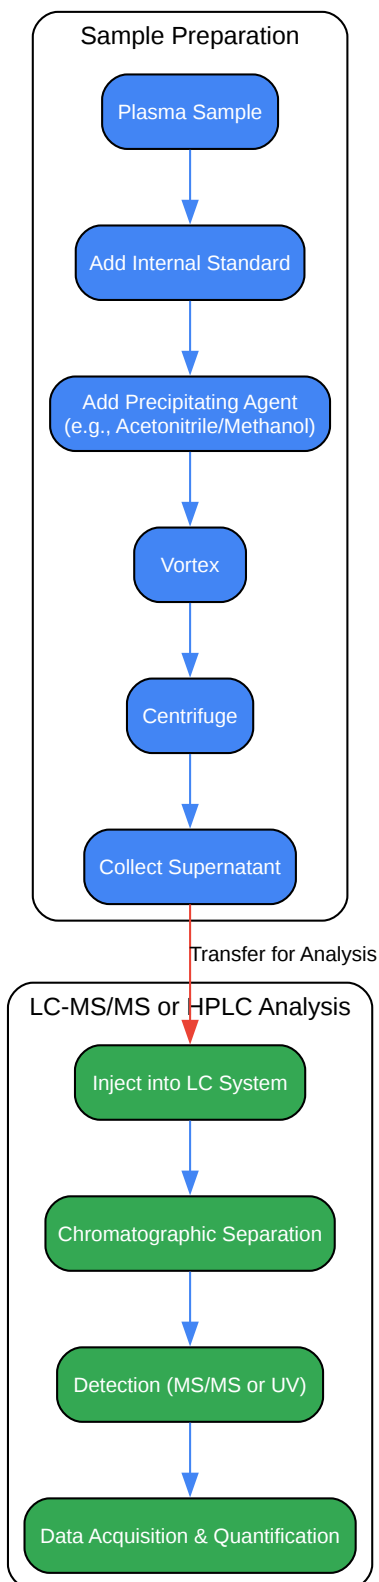 Sample Preparation
Plasma Sample
Add Internal Standard
Add Precipitating Agent
(e.g., Acetonitrile/Methanol)
Vortex
Centrifuge
Collect Supernatant
Transfer for Analysis
LC-MS/MS or HPLC Analysis
Inject into LC System
Chromatographic Separation
Detection (MS/MS or UV)
Data Acquisition & Quantification